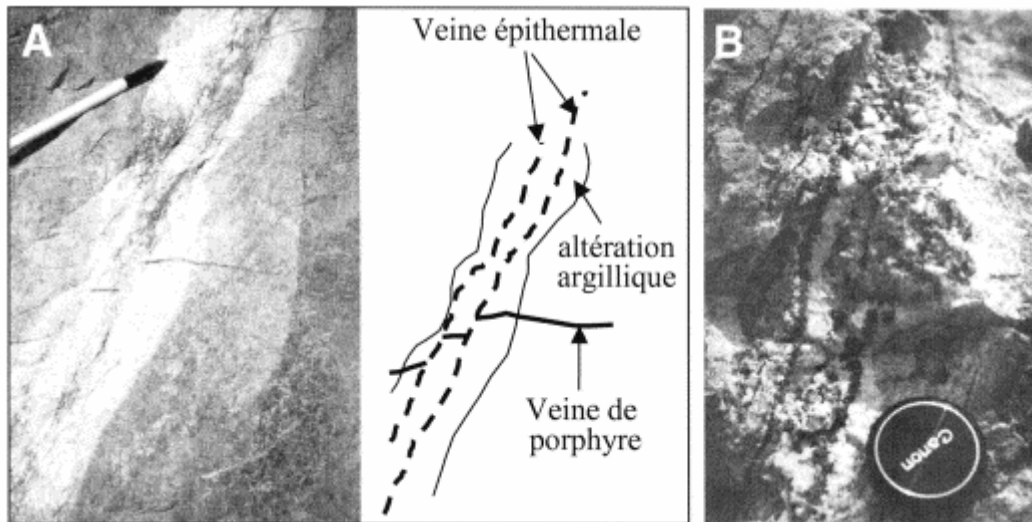 A
Veine épithermale
altération
argillique
Veine de
porphyre
B
Canon